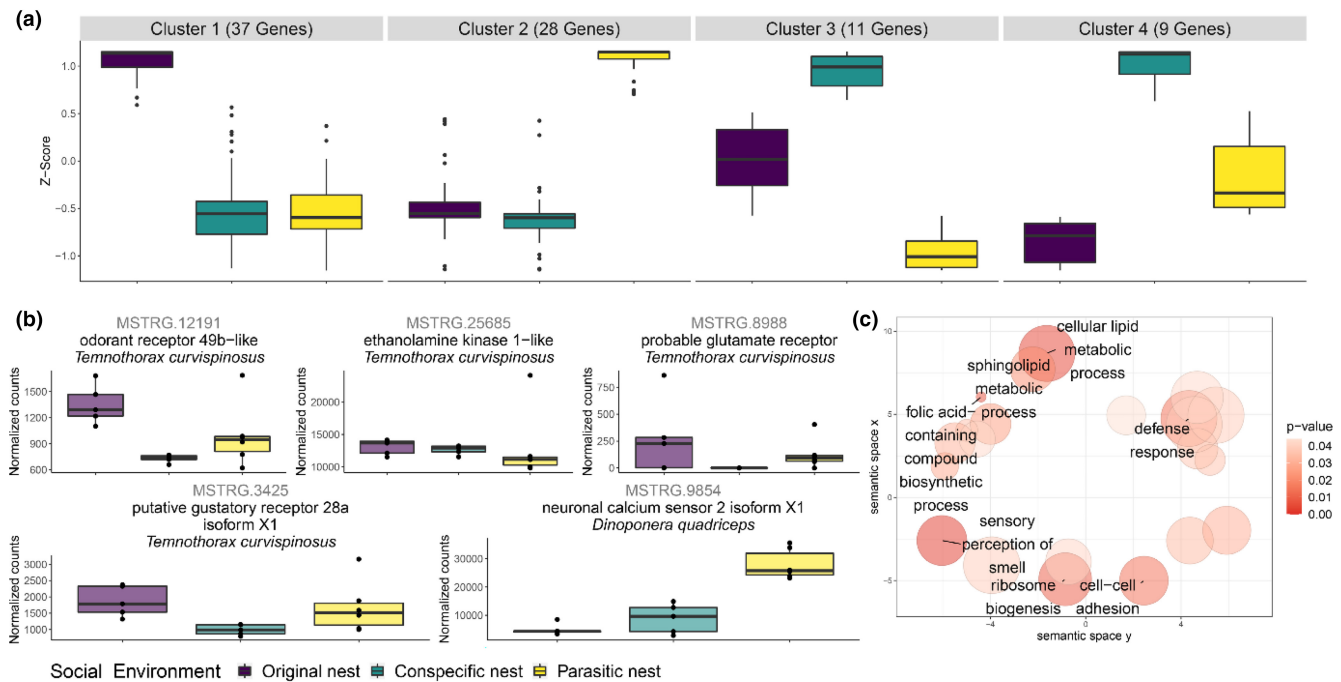 (a)
Cluster 1 (37 Genes)
Cluster 2 (28 Genes)
Cluster 3 (11 Genes)
Cluster 4 (9 Genes)
Z−Score
1.0
0.5
0.0
−0.5
−1.0
(b)
MSTRG.12191
odorant receptor 49b−like
Temnothorax curvispinosus
Normalized counts
1500
1200
900
600
MSTRG.25685
ethanolamine kinase 1−like
Temnothorax curvispinosus
Normalized counts
20000
15000
10000
MSTRG.8988
probable glutamate receptor
Temnothorax curvispinosus
Normalized counts
750
500
250
0
MSTRG.3425
putative gustatory receptor 28a
isoform X1
Temnothorax curvispinosus
Normalized counts
3000
2500
2000
1500
1000
MSTRG.9854
neuronal calcium sensor 2 isoform X1
Dinoponera quadriceps
Normalized counts
30000
20000
10000
(c)
semantic space x
10
5
0
−5
cellular lipid
metabolic
process
sphingolipid
metabolic
process
folic acid−
containing
compound
biosynthetic
process
defense
response
sensory
perception of
smell
ribosome
biogenesis
cell−cell
adhesion
−4
0
4
semantic space y
p−value
0.04
0.03
0.02
0.01
0.00
Social Environment
Original nest
Conspecific nest
Parasitic nest